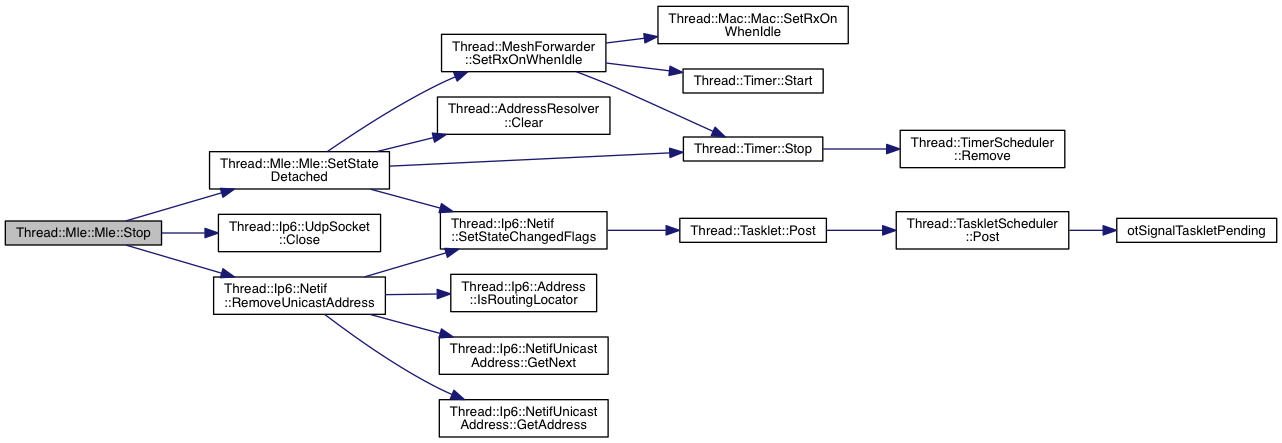 Thread::Mle::Mle::Stop
Thread::Mle::Mle::SetState
Detached
Thread::Ip6::UdpSocket
::Close
Thread::Ip6::Netif
::RemoveUnicastAddress
Thread::MeshForwarder
::SetRxOnWhenIdle
Thread::AddressResolver
::Clear
Thread::Ip6::Netif
::SetStateChangedFlags
Thread::Ip6::Address
::IsRoutingLocator
Thread::Ip6::NetifUnicast
Address::GetNext
Thread::Ip6::NetifUnicast
Address::GetAddress
Thread::Mac::Mac::SetRxOn
WhenIdle
Thread::Timer::Start
Thread::Timer::Stop
Thread::Tasklet::Post
Thread::TimerScheduler
::Remove
Thread::TaskletScheduler
::Post
otSignalTaskletPending